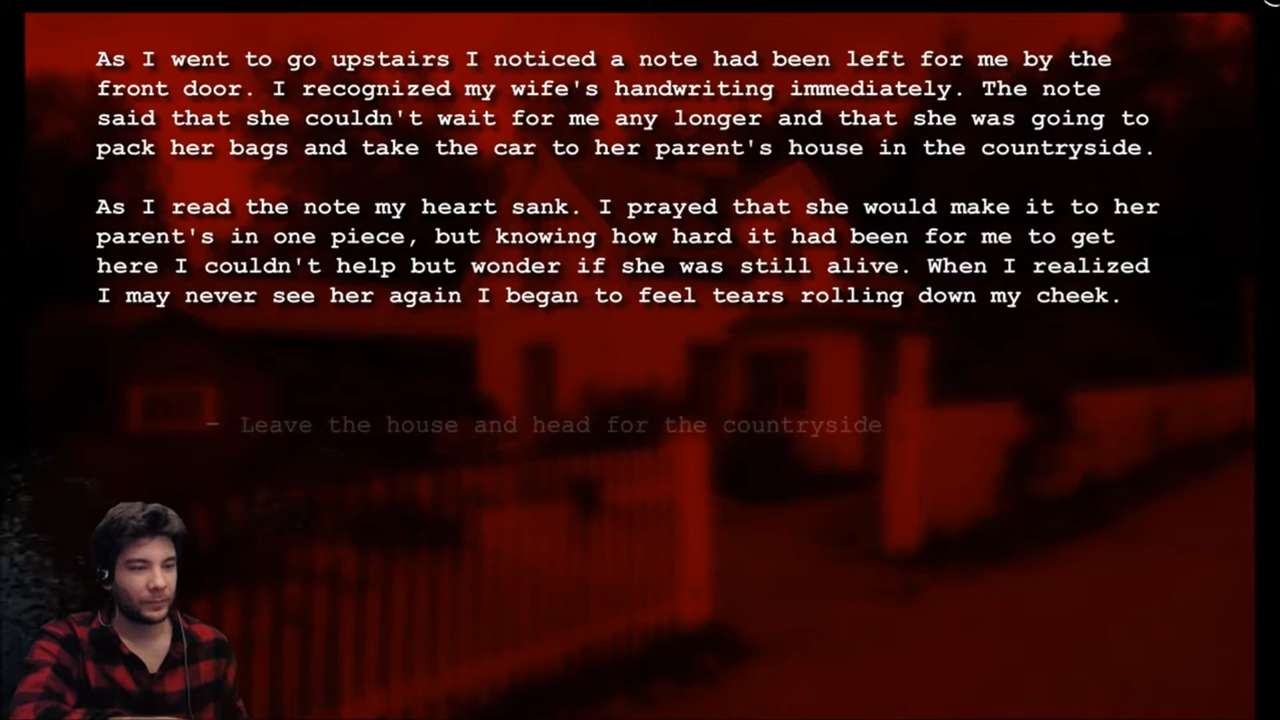 As I went to go upstairs I noticed a note had been left for me by the
front door. I recognized my wife's handwriting immediately. The note
said that she couldn't wait for me any longer and that she was going to
pack her bags and take the car to her parent's house in the countryside.
As I read the note my heart sank. I prayed that she would make it to her
parent's in one piece, but knowing how hard it had been for me to get
here I couldn't help but wonder if she was still alive. When I realized
I may never see her again I began to feel tears rolling down my cheek.
- Leave the house and head for the countryside